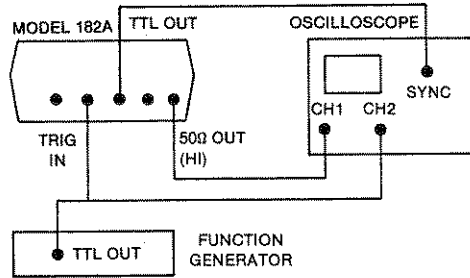 MODEL 182A
TTL OUT
OSCILLOSCOPE
SYNC
CH1 CH2
TRIG
IN
50Ω OUT
(HI)
TTL OUT
FUNCTION
GENERATOR